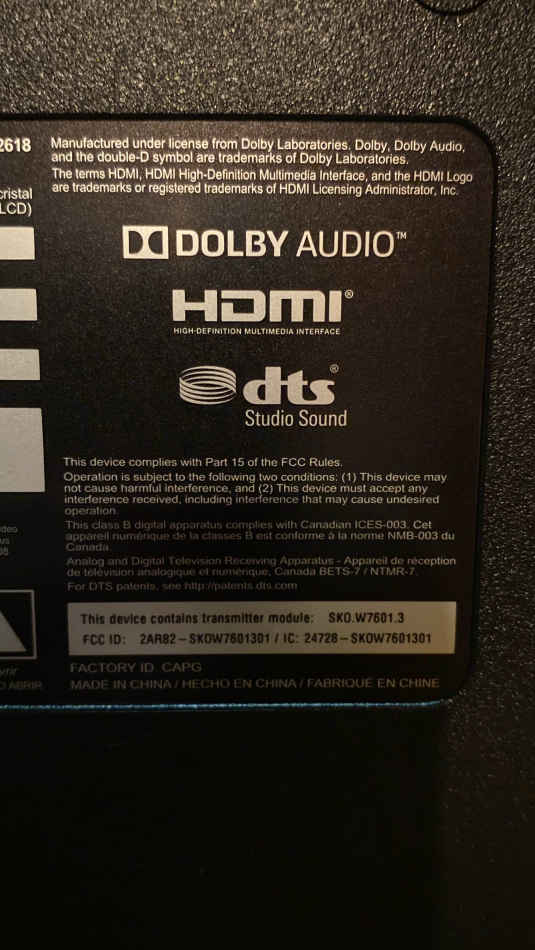 2618
Manufactured under license from Dolby Laboratories. Dolby, Dolby Audio,
and the double-D symbol are trademarks of Dolby Laboratories.
The terms HDMI, HDMI High-Definition Multimedia Interface, and the HDMI Logo
are trademarks or registered trademarks of HDMI Licensing Administrator, Inc.
cristal
LCD)
DOLBY AUDIO™
HDMI®
HIGH-DEFINITION MULTIMEDIA INTERFACE
dts®
Studio Sound
This device complies with Part 15 of the FCC Rules.
Operation is subject to the following two conditions: (1) This device may
not cause harmful interference, and (2) This device must accept any
interference received, including interference that may cause undesired
operation.
This class B digital apparatus complies with Canadian ICES-003. Cet
appareil numérique de la classes B est conforme à la norme NMB-003 du
Canada.
Analog and Digital Television Receiving Apparatus - Appareil de réception
de télévision analogique et numérique, Canada BETS-7 / NTMR-7.
For DTS patents, see http://patents.dts.com
This device contains transmitter module: SKO.W7601.3
FCC ID: 2AR82-SKOW7601301 / IC: 24728-SKOW7601301
FACTORY ID. CAPG
MADE IN CHINA / HECHO EN CHINA / FABRIQUÉ EN CHINE
O ABRIR